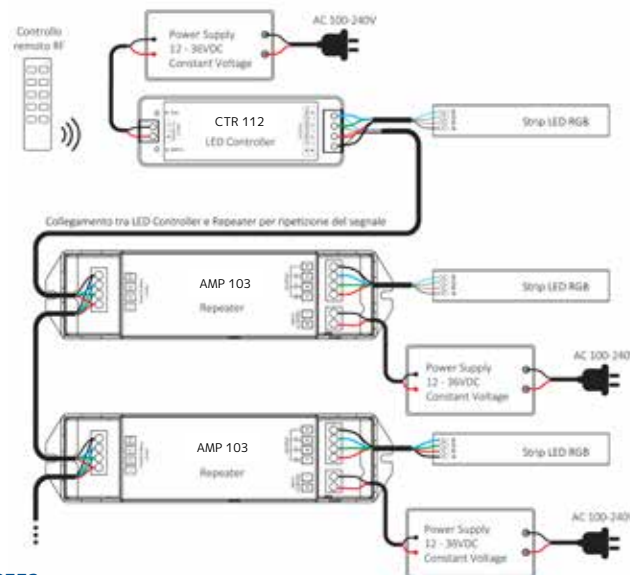 Controllo
remoto RF
Power Supply
12 - 36VDC
Constant Voltage
AC 100-240V
CTR 112
LED Controller
Strip LED RGB
Collegamento tra LED Controller e Repeater per ripetizione del segnale
AMP 103
Repeater
Strip LED RGB
Power Supply
12 - 36VDC
Constant Voltage
AC 100-240V
AMP 103
Repeater
Strip LED RGB
Power Supply
12 - 36VDC
Constant Voltage
AC 100-240V